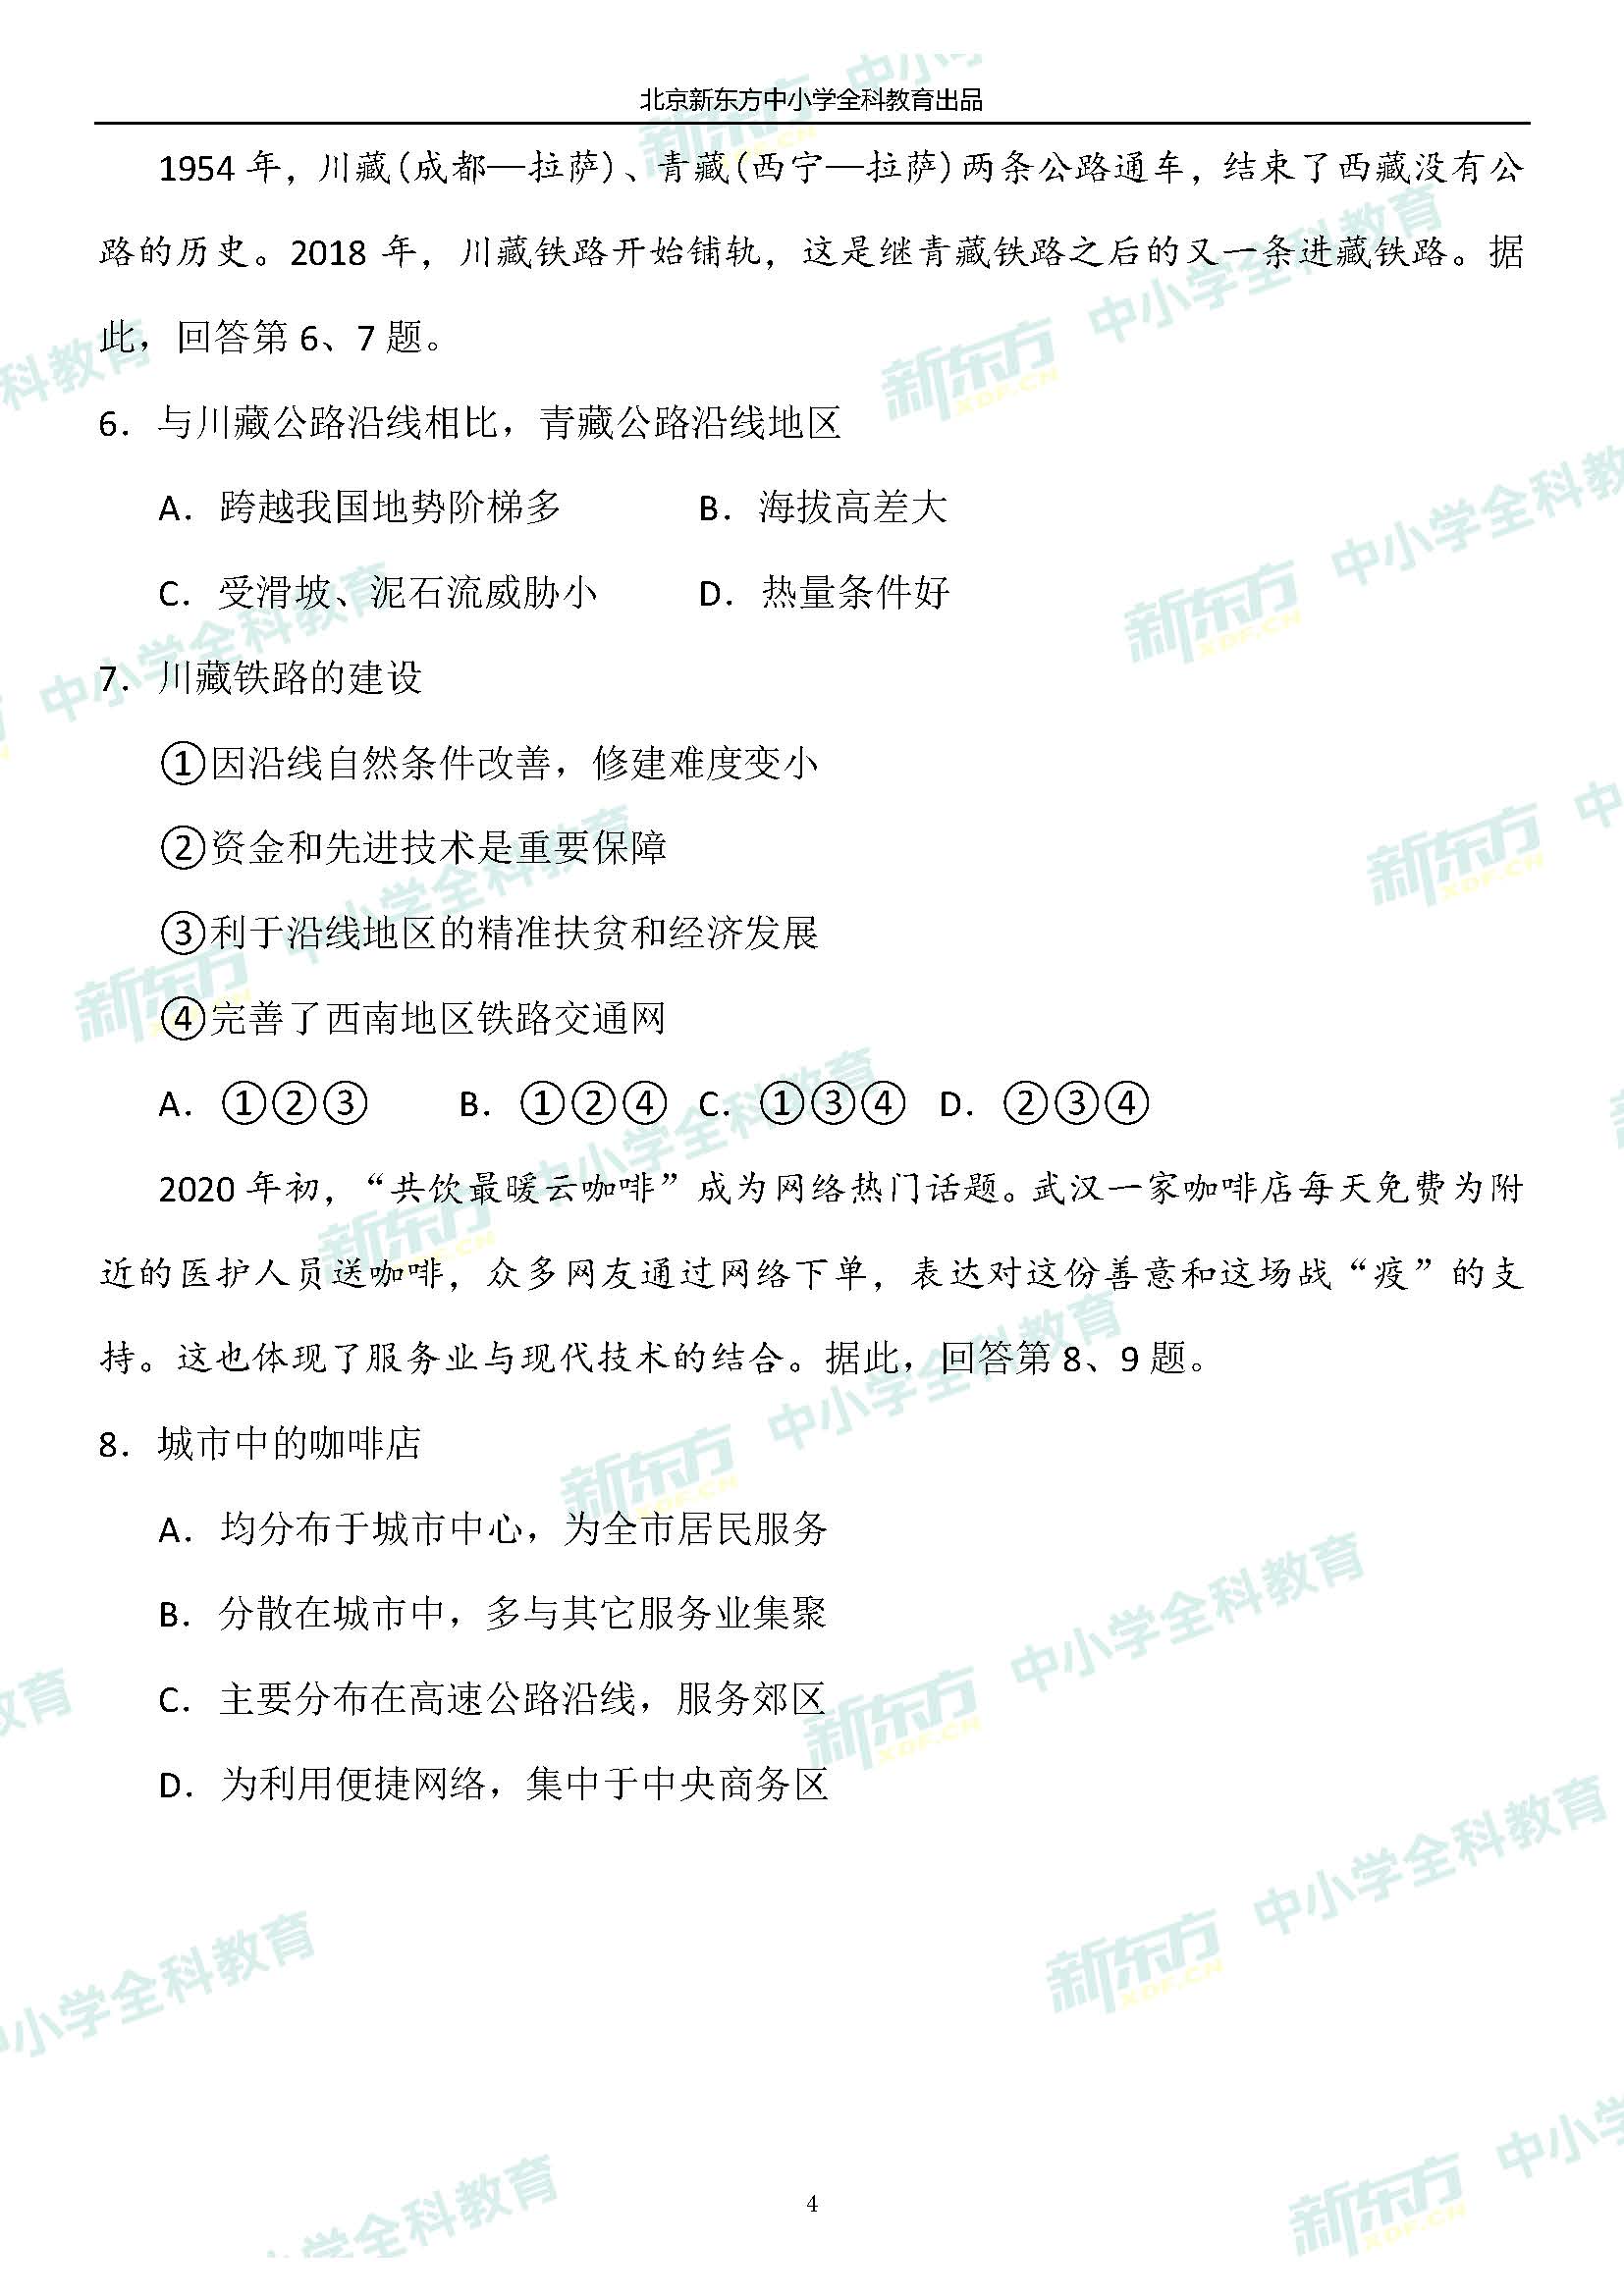 北京新东方中小学全科教育出品
1954 年，川藏(成都—拉萨)、青藏(西宁—拉萨)两条公路通车，结束了西藏没有公
路的历史。2018 年，川藏铁路开始铺轨，这是继青藏铁路之后的又一条进藏铁路。据
此，回答第 6、7 题。
6．与川藏公路沿线相比，青藏公路沿线地区
A．跨越我国地势阶梯多 B．海拔高差大
C．受滑坡、泥石流威胁小 D．热量条件好
7．川藏铁路的建设
①因沿线自然条件改善，修建难度变小
②资金和先进技术是重要保障
③利于沿线地区的精准扶贫和经济发展
④完善了西南地区铁路交通网
A．①②③ B．①②④ C．①③④ D．②③④
2020 年初，“共饮最暖云咖啡”成为网络热门话题。武汉一家咖啡店每天免费为附
近的医护人员送咖啡，众多网友通过网络下单，表达对这份善意和这场战“疫”的支
持。这也体现了服务业与现代技术的结合。据此，回答第 8、9 题。
8．城市中的咖啡店
A．均分布于城市中心，为全市居民服务
B．分散在城市中，多与其它服务业集聚
C．主要分布在高速公路沿线，服务郊区
D．为利用便捷网络，集中于中央商务区
4
新东方 XDF.CN 中小学全科教育